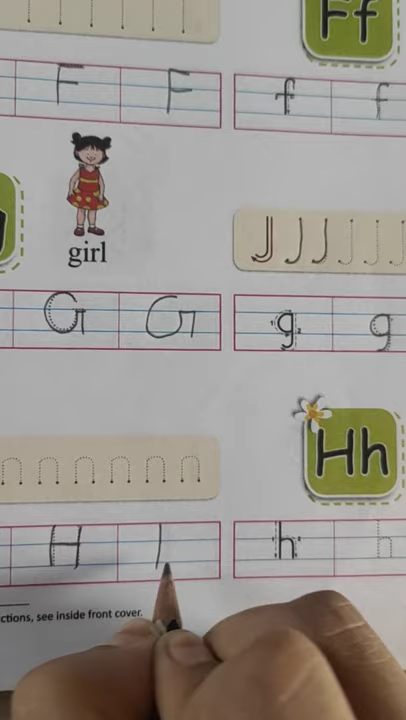 Ff
F F f f
girl
J J J J J J
G G g g
n n n n n n
Hh
H h h
ctions, see inside front cover.